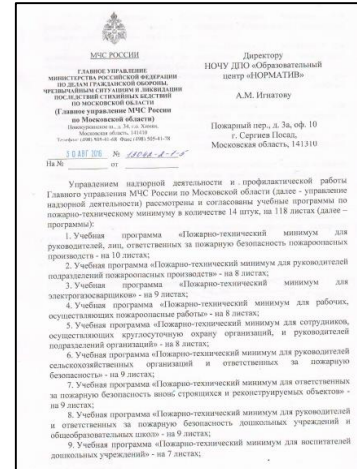 МЧС РОССИИ
ГЛАВНОЕ УПРАВЛЕНИЕ
МИНИСТЕРСТВА РОССИЙСКОЙ ФЕДЕРАЦИИ
ПО ДЕЛАМ ГРАЖДАНСКОЙ ОБОРОНЫ,
ЧРЕЗВЫЧАЙНЫМ СИТУАЦИЯМ И ЛИКВИДАЦИИ
ПОСЛЕДСТВИЙ СТИХИЙНЫХ БЕДСТВИЙ
ПО МОСКОВСКОЙ ОБЛАСТИ
(Главное управление МЧС России
по Московской области)
Московская область, 141410
30 АВГ 2016 №
На № от
Директору
НОЧУ ДПО «Образовательный
центр «НОРМАТИВ»
А.М. Игнатову
Пожарный пер., д. 3а, оф. 10
г. Сергиев Посад,
Московская область, 141310
Управлением надзорной деятельности и профилактической работы
Главного управления МЧС России по Московской области (далее - управление
надзорной деятельности) рассмотрены и согласованы учебные программы по
пожарно-техническому минимуму в количестве 14 штук, на 118 листах (далее –
программы):
1. Учебная программа «Пожарно-технический минимум для
руководителей, лиц, ответственных за пожарную безопасность пожароопасных
производств - на 10 листах;
2. Учебная программа «Пожарно-технический минимум для руководителей
подразделений пожароопасных производств» - на 8 листах;
3. Учебная программа «Пожарно-технический минимум для
электрогазосварщиков» - на 9 листах;
4. Учебная программа «Пожарно-технический минимум для рабочих,
осуществляющих пожароопасные работы» - на 8 листах;
5. Учебная программа «Пожарно-технический минимум для сотрудников,
осуществляющих круглосуточную охрану организаций, и руководителей
подразделений организаций» - на 8 листах;
6. Учебная программа «Пожарно-технический минимум для руководителей
сельскохозяйственных организаций и ответственных за пожарную
безопасность» - на 9 листах;
7. Учебная программа «Пожарно-технический минимум для ответственных
за пожарную безопасность вновь строящихся и реконструируемых объектов» -
на 9 листах;
8. Учебная программа «Пожарно-технический минимум для руководителей
и ответственных за пожарную безопасность дошкольных учреждений и
общеобразовательных школ» - на 9 листах;
9. Учебная программа «Пожарно-технический минимум для воспитателей
дошкольных учреждений» - на 7 листах;